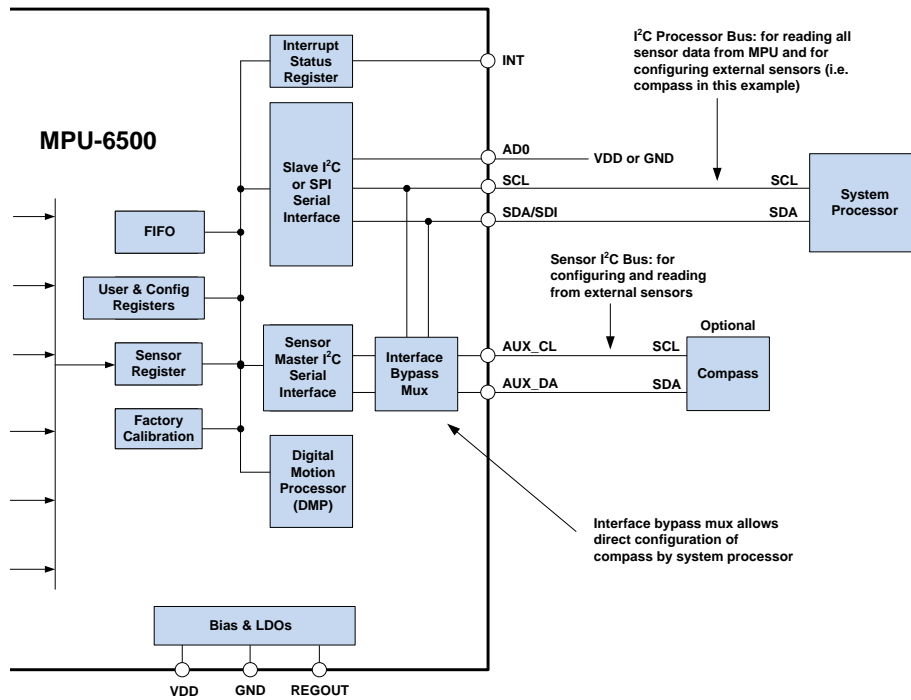 MPU-6500
Interrupt
Status
Register
INT
I²C Processor Bus: for reading all
sensor data from MPU and for
configuring external sensors (i.e.
compass in this example)
Slave I²C
or SPI
Serial
Interface
AD0
VDD or GND
SCL
SCL
SDA/SDI
SDA
System
Processor
FIFO
User & Config
Registers
Sensor
Register
Factory
Calibration
Sensor I²C Bus: for
configuring and reading
from external sensors
Sensor
Master I²C
Serial
Interface
Interface
Bypass
Mux
AUX_CL
SCL
AUX_DA
SDA
Optional
Compass
Digital
Motion
Processor
(DMP)
Interface bypass mux allows
direct configuration of
compass by system processor
Bias & LDOs
VDD
GND
REGOUT